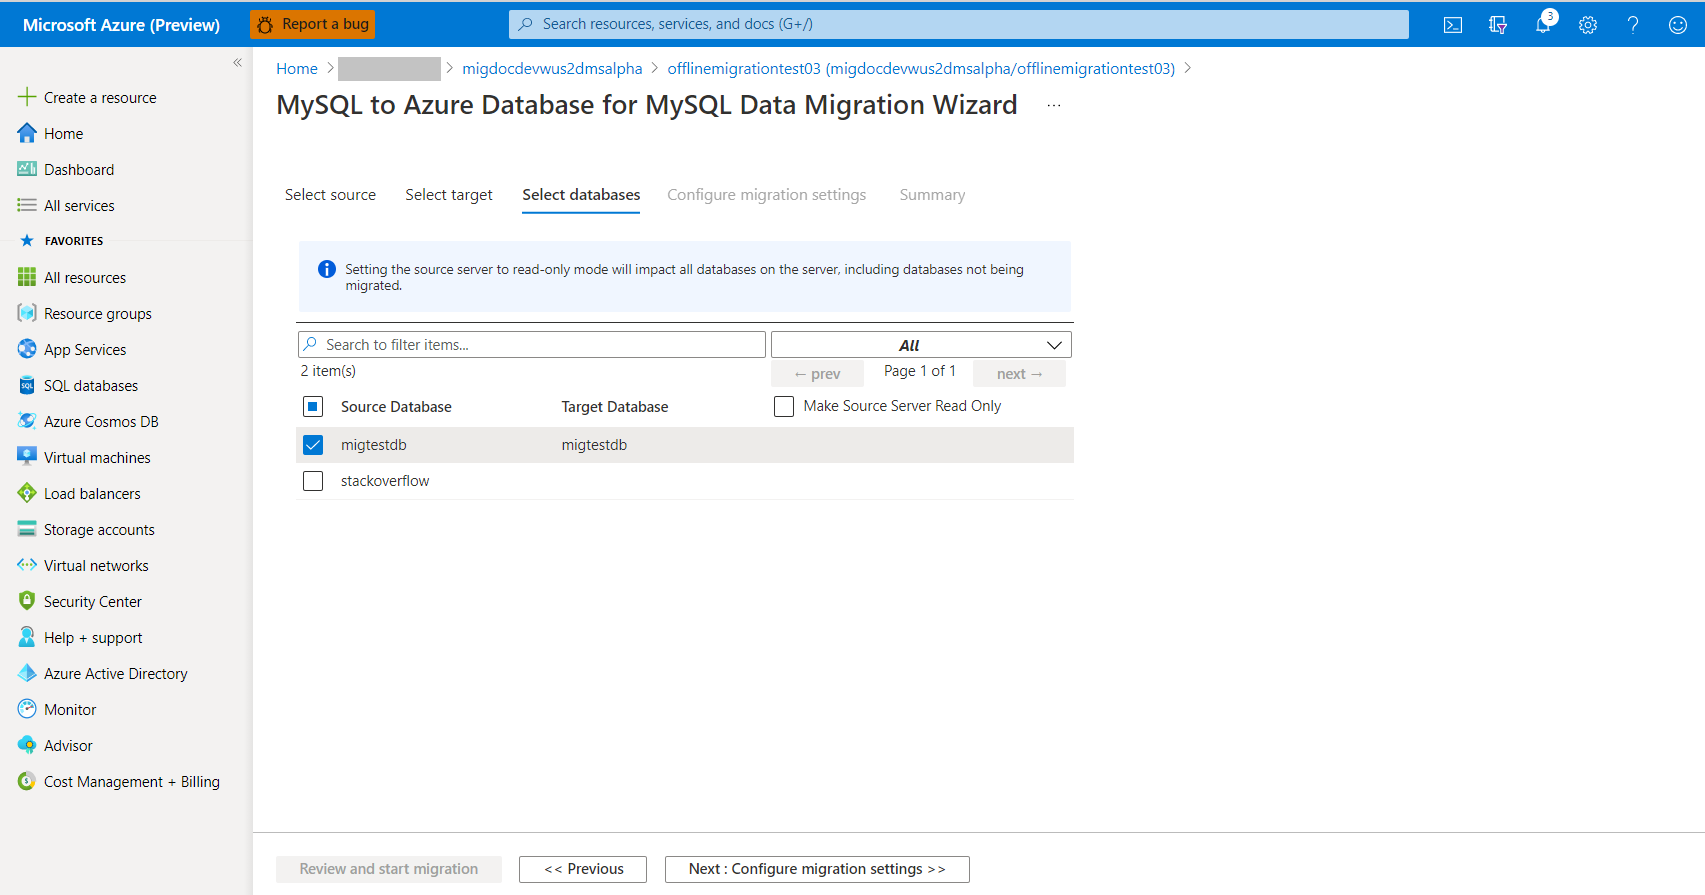 Microsoft Azure (Preview)
Report a bug
Search resources, services, and docs (G+/)
3
«
Create a resource
Home
Dashboard
All services
FAVORITES
All resources
Resource groups
App Services
SQL databases
Azure Cosmos DB
Virtual machines
Load balancers
Storage accounts
Virtual networks
Security Center
Help + support
Azure Active Directory
Monitor
Advisor
Cost Management + Billing
Home > > migdocdevwus2dmsalpha > offlinemigrationtest03 (migdocdevwus2dmsalpha/offlinemigrationtest03) >
MySQL to Azure Database for MySQL Data Migration Wizard ...
Select source Select target Select databases Configure migration settings Summary
Setting the source server to read-only mode will impact all databases on the server, including databases not being
migrated.
Search to filter items... All
2 item(s) ← prev Page 1 of 1 next →
Source Database Target Database Make Source Server Read Only
migtestdb migtestdb
stackoverflow
Review and start migration << Previous Next : Configure migration settings >>